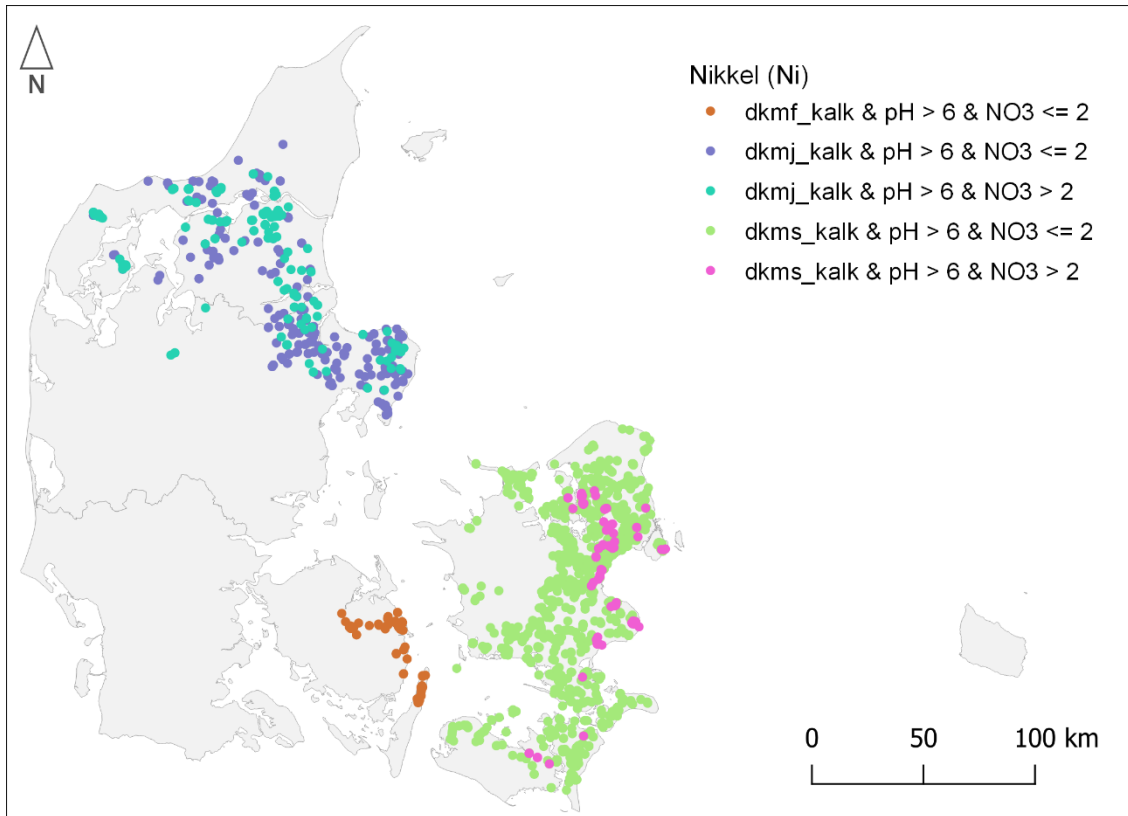 N
Nikkel (Ni)
dkmf_kalk & pH > 6 & NO3 <= 2
dkmj_kalk & pH > 6 & NO3 <= 2
dkmj_kalk & pH > 6 & NO3 > 2
dkms_kalk & pH > 6 & NO3 <= 2
dkms_kalk & pH > 6 & NO3 > 2
0 50 100 km